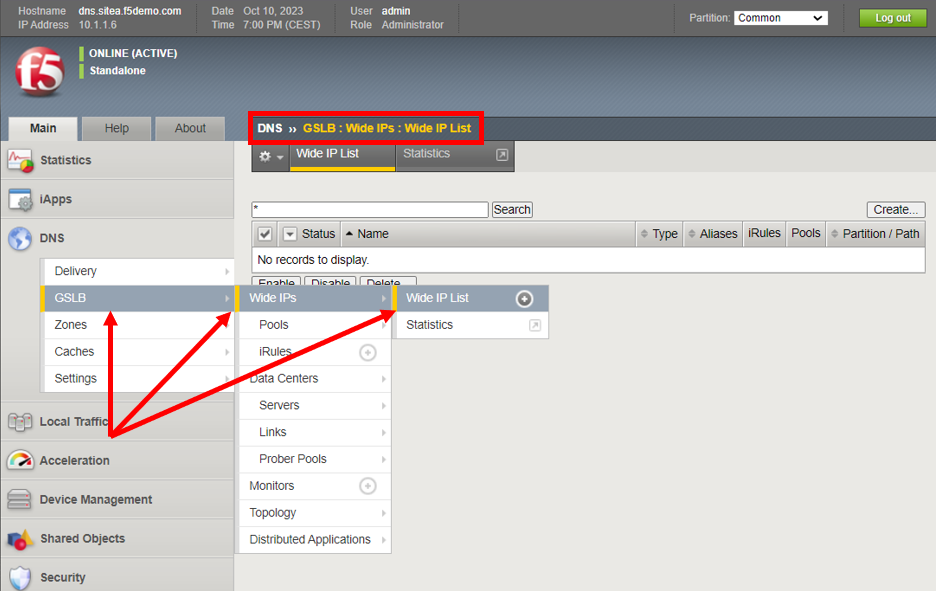 Hostname dns.sitea.f5demo.com Date Oct 10, 2023 User admin
IP Address 10.1.1.6 Time 7:00 PM (CEST) Role Administrator
Partition: Common Log out
ONLINE (ACTIVE)
Standalone
f5
Main Help About
DNS ›› GSLB : Wide IPs : Wide IP List
Wide IP List Statistics
Statistics
iApps
DNS
Delivery
GSLB
Zones
Caches
Settings
Local Traffic
Acceleration
Device Management
Shared Objects
Security
* Search Create...
Status Name Type Aliases iRules Pools Partition / Path
No records to display.
Enable Disable Delete...
Wide IPs
Pools
iRules
Data Centers
Servers
Links
Prober Pools
Monitors
Topology
Distributed Applications
Wide IP List
Statistics